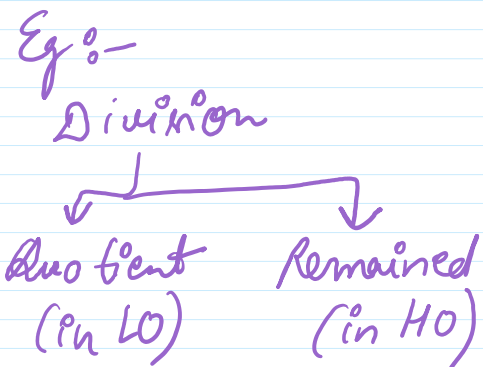 Eg :-
Division
Quotient Remained
(in LO) (in HO)